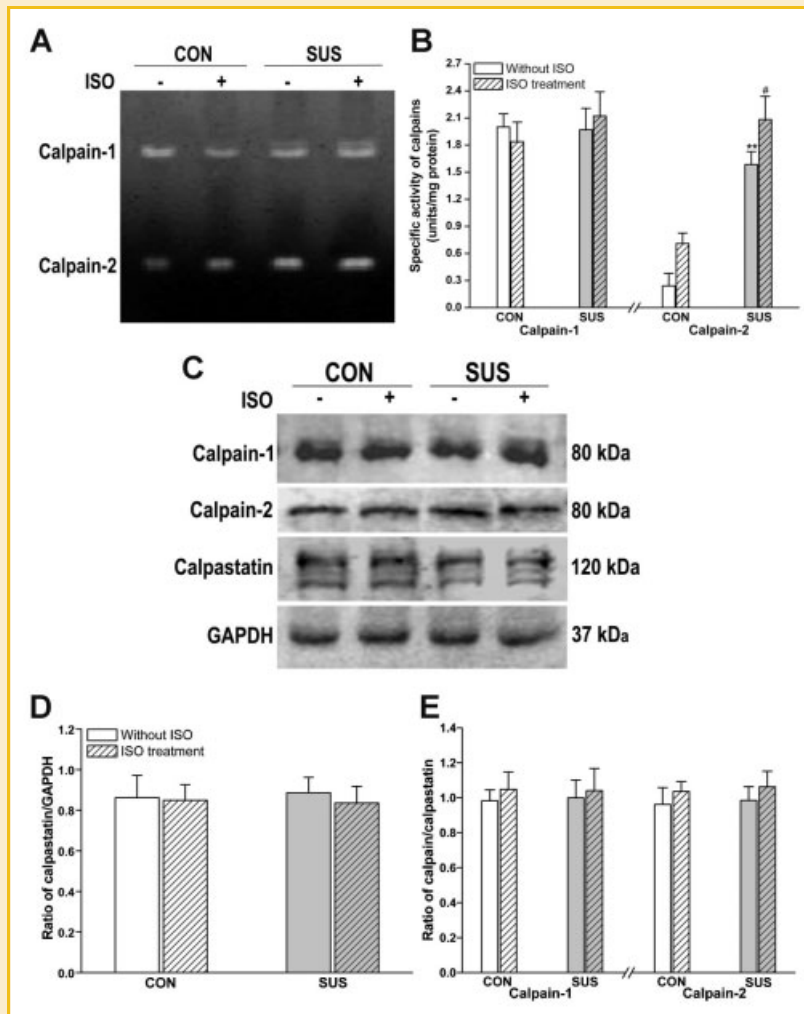 A
CON SUS
ISO - + - +
Calpain-1
Calpain-2
B
Without ISO
ISO treatment
Specific activity of calpains
(units/mg protein)
2.7
2.4
2.1
1.8
1.5
1.2
0.9
0.6
0.3
0.0
** #
CON SUS // CON SUS
Calpain-1 Calpain-2
C
CON SUS
ISO - + - +
Calpain-1 80 kDa
Calpain-2 80 kDa
Calpastatin 120 kDa
GAPDH 37 kDa
D
Without ISO
ISO treatment
Ratio of calpastatin/GAPDH
1.2
1.0
0.8
0.6
0.4
0.2
0.0
CON SUS
E
Ratio of calpain/calpastatin
1.4
1.2
1.0
0.8
0.6
0.4
0.2
0.0
CON SUS // CON SUS
Calpain-1 Calpain-2